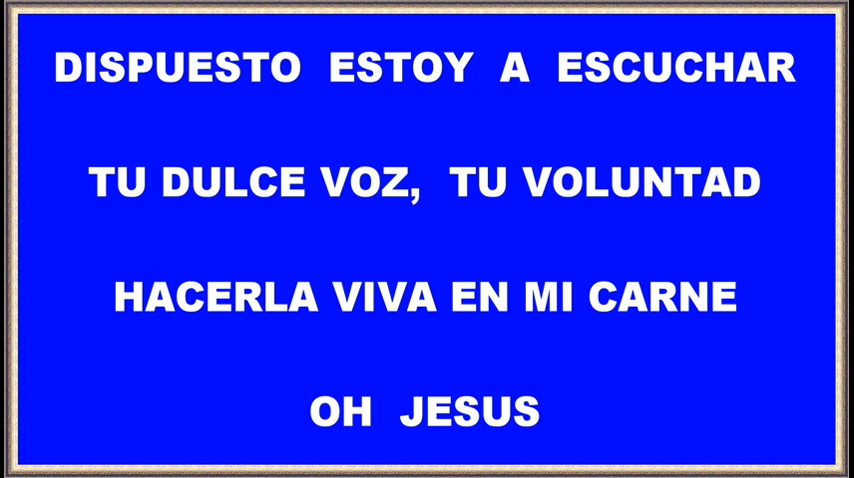 DISPUESTO ESTOY A ESCUCHAR
TU DULCE VOZ, TU VOLUNTAD
HACERLA VIVA EN MI CARNE
OH JESUS